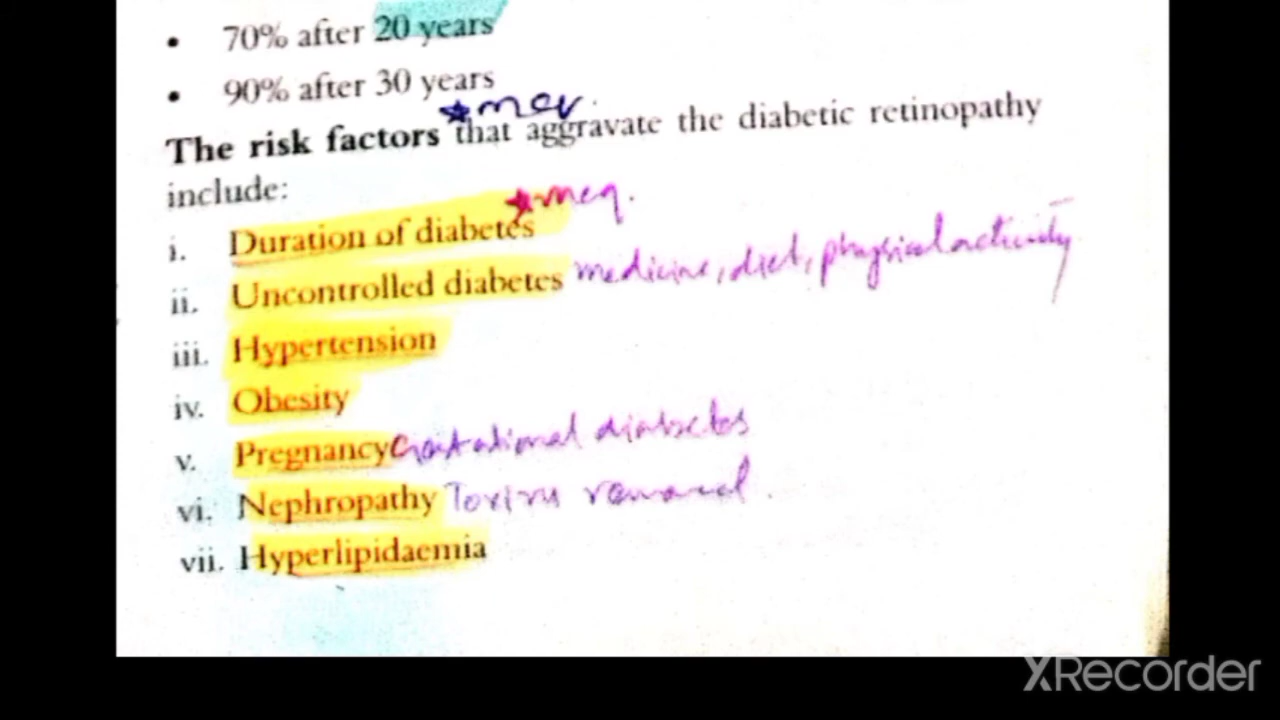 • 70% after 20 years
• 90% after 30 years
★mcq.
The risk factors that aggravate the diabetic retinopathy
include:
i. Duration of diabetes ★mcq.
ii. Uncontrolled diabetes medicine, diet, physical activity
iii. Hypertension
iv. Obesity
v. Pregnancy Gestational diabetes
vi. Nephropathy Toxins removal.
vii. Hyperlipidaemia
XRecorder